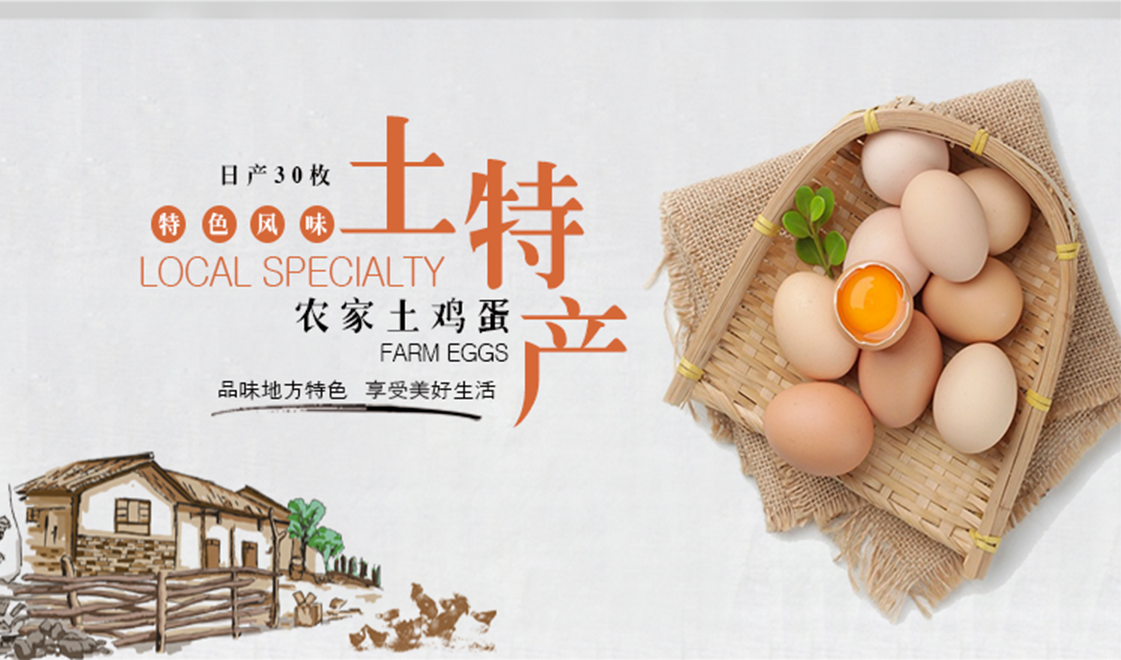 日产30枚
土特产
特色风味
LOCAL SPECIALTY
农家土鸡蛋
FARM EGGS
品味地方特色 享受美好生活